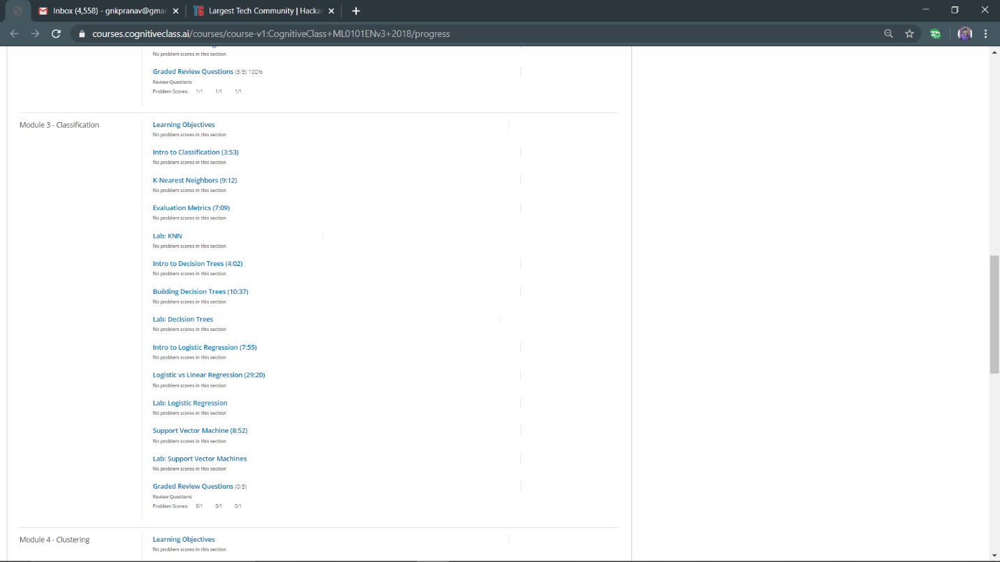 Inbox (4,558) - gnkpranav@gmai
Largest Tech Community | Hacka
courses.cognitiveclass.ai/courses/course-v1:CognitiveClass+ML0101ENv3+2018/progress
No problem scores in this section
Graded Review Questions (3/3) 100%
Review Questions
Problem Scores: 1/1 1/1 1/1
Module 3 - Classification
Learning Objectives
No problem scores in this section
Intro to Classification (3:53)
No problem scores in this section
K-Nearest Neighbors (9:12)
No problem scores in this section
Evaluation Metrics (7:09)
No problem scores in this section
Lab: KNN
No problem scores in this section
Intro to Decision Trees (4:02)
No problem scores in this section
Building Decision Trees (10:37)
No problem scores in this section
Lab: Decision Trees
No problem scores in this section
Intro to Logistic Regression (7:55)
No problem scores in this section
Logistic vs Linear Regression (29:20)
No problem scores in this section
Lab: Logistic Regression
No problem scores in this section
Support Vector Machine (8:52)
No problem scores in this section
Lab: Support Vector Machines
No problem scores in this section
Graded Review Questions (0/3)
Review Questions
Problem Scores: 0/1 0/1 0/1
Module 4 - Clustering
Learning Objectives
No problem scores in this section